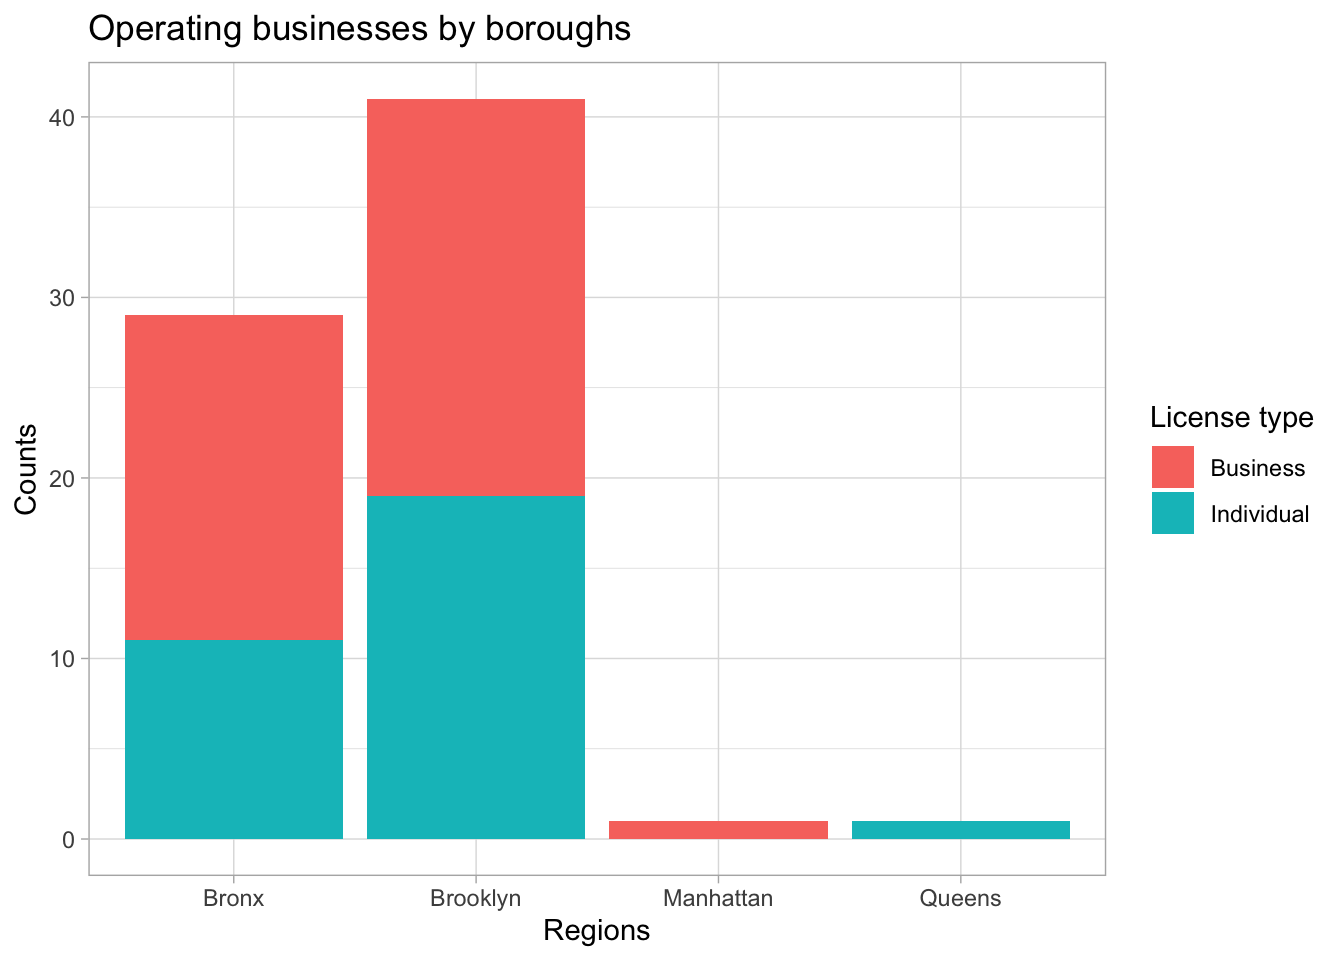 Operating businesses by boroughs
40
30
20
10
0
Counts
Bronx Brooklyn Manhattan Queens
Regions
License type
Business
Individual